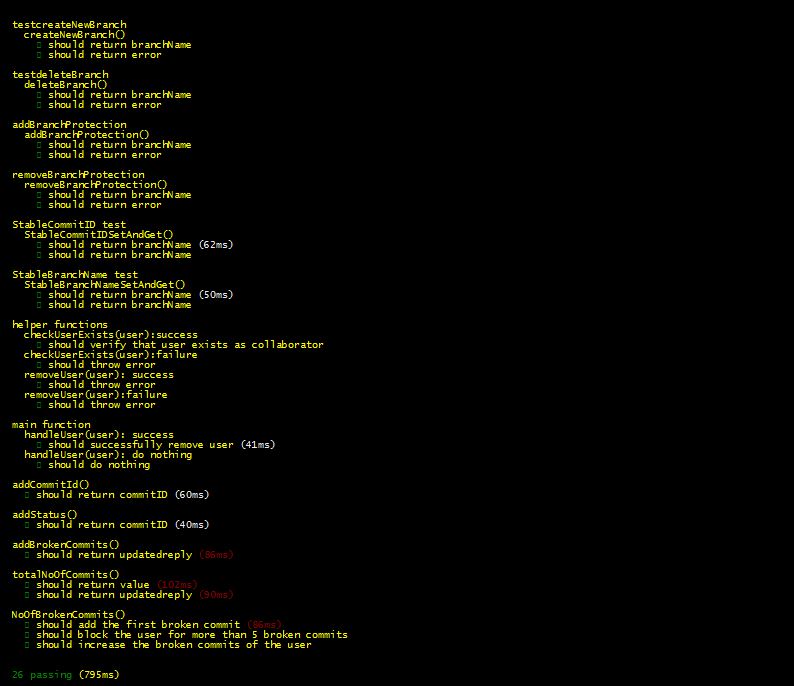 testcreateNewBranch
createNewBranch()
▯ should return branchName
▯ should return error
testdeleteBranch
deleteBranch()
▯ should return branchName
▯ should return error
addBranchProtection
addBranchProtection()
▯ should return branchName
▯ should return error
removeBranchProtection
removeBranchProtection()
▯ should return branchName
▯ should return error
StableCommitID test
StableCommitIDSetAndGet()
▯ should return branchName (62ms)
▯ should return branchName
StableBranchName test
StableBranchNameSetAndGet()
▯ should return branchName (50ms)
▯ should return branchName
helper functions
checkUserExists(user):success
▯ should verify that user exists as collaborator
checkUserExists(user):failure
▯ should throw error
removeUser(user): success
▯ should throw error
removeUser(user):failure
▯ should throw error
main function
handleUser(user): success
▯ should successfully remove user (41ms)
handleUser(user): do nothing
▯ should do nothing
addCommitId()
▯ should return commitID (60ms)
addStatus()
▯ should return commitID (40ms)
addBrokenCommits()
▯ should return updatedreply (86ms)
totalNoOfCommits()
▯ should return value (102ms)
▯ should return updatedreply (90ms)
NoOfBrokenCommits()
▯ should add the first broken commit (86ms)
▯ should block the user for more than 5 broken commits
▯ should increase the broken commits of the user
26 passing (795ms)